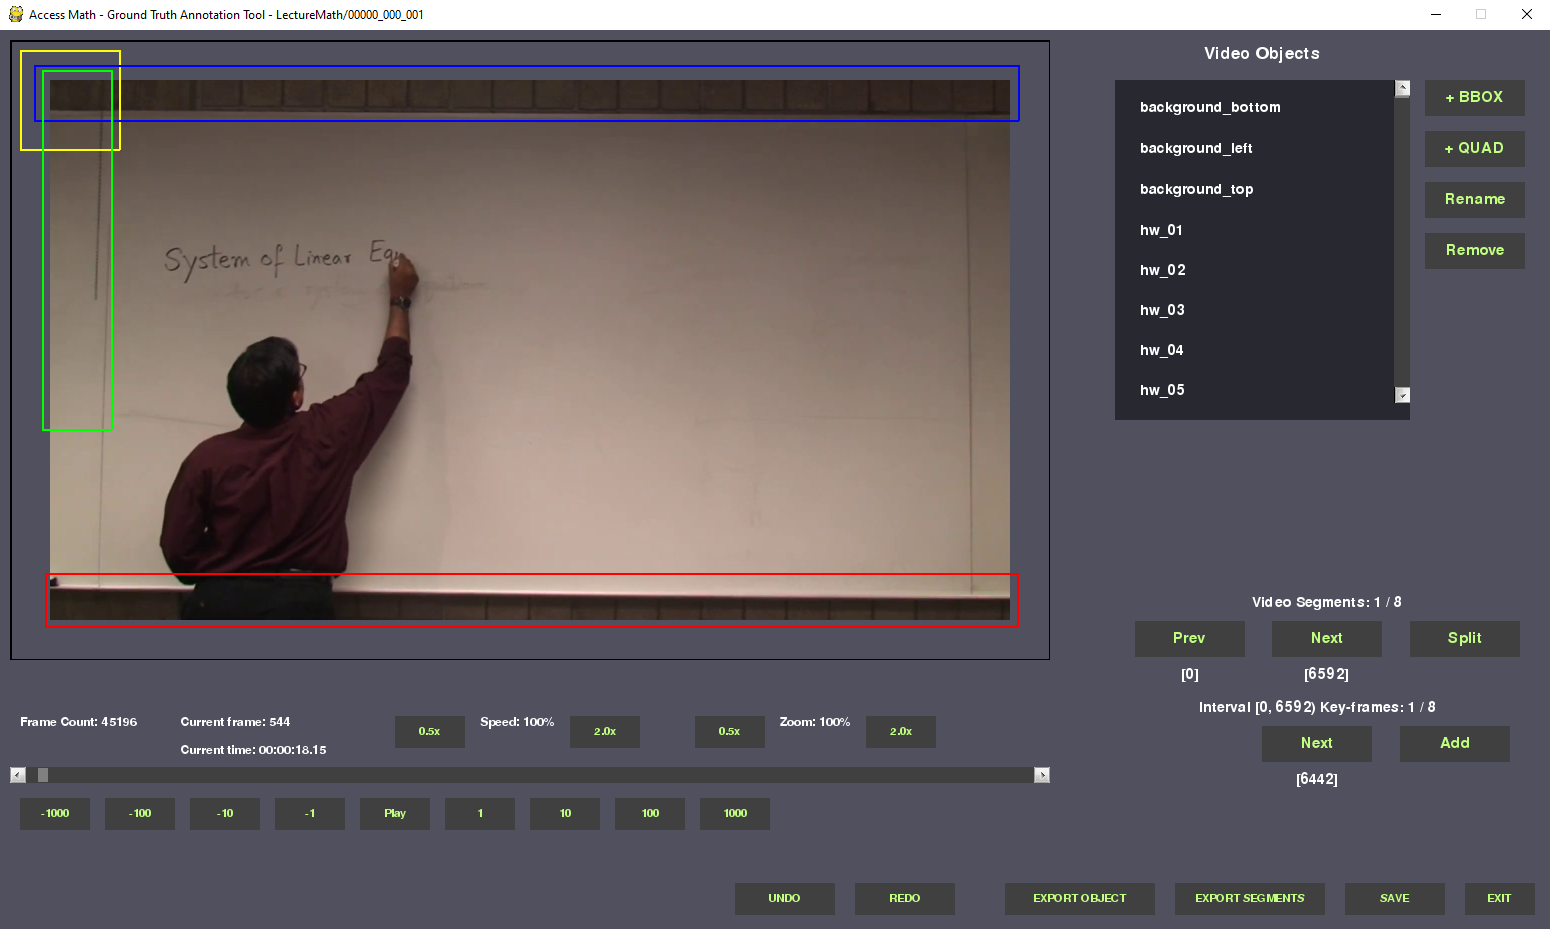 Access Math - Ground Truth Annotation Tool - LectureMath/00000_000_001
System of Linear Equ
Video Objects
background_bottom
background_left
background_top
hw_01
hw_02
hw_03
hw_04
hw_05
+ BBOX
+ QUAD
Rename
Remove
Video Segments: 1 / 8
Prev Next Split
[0] [6592]
Interval [0, 6592) Key-frames: 1 / 8
Next Add
[6442]
Frame Count: 45196 Current frame: 544 0.5x Speed: 100% 2.0x 0.5x Zoom: 100% 2.0x
Current time: 00:00:18.15
-1000 -100 -10 -1 Play 1 10 100 1000
UNDO REDO EXPORT OBJECT EXPORT SEGMENTS SAVE EXIT